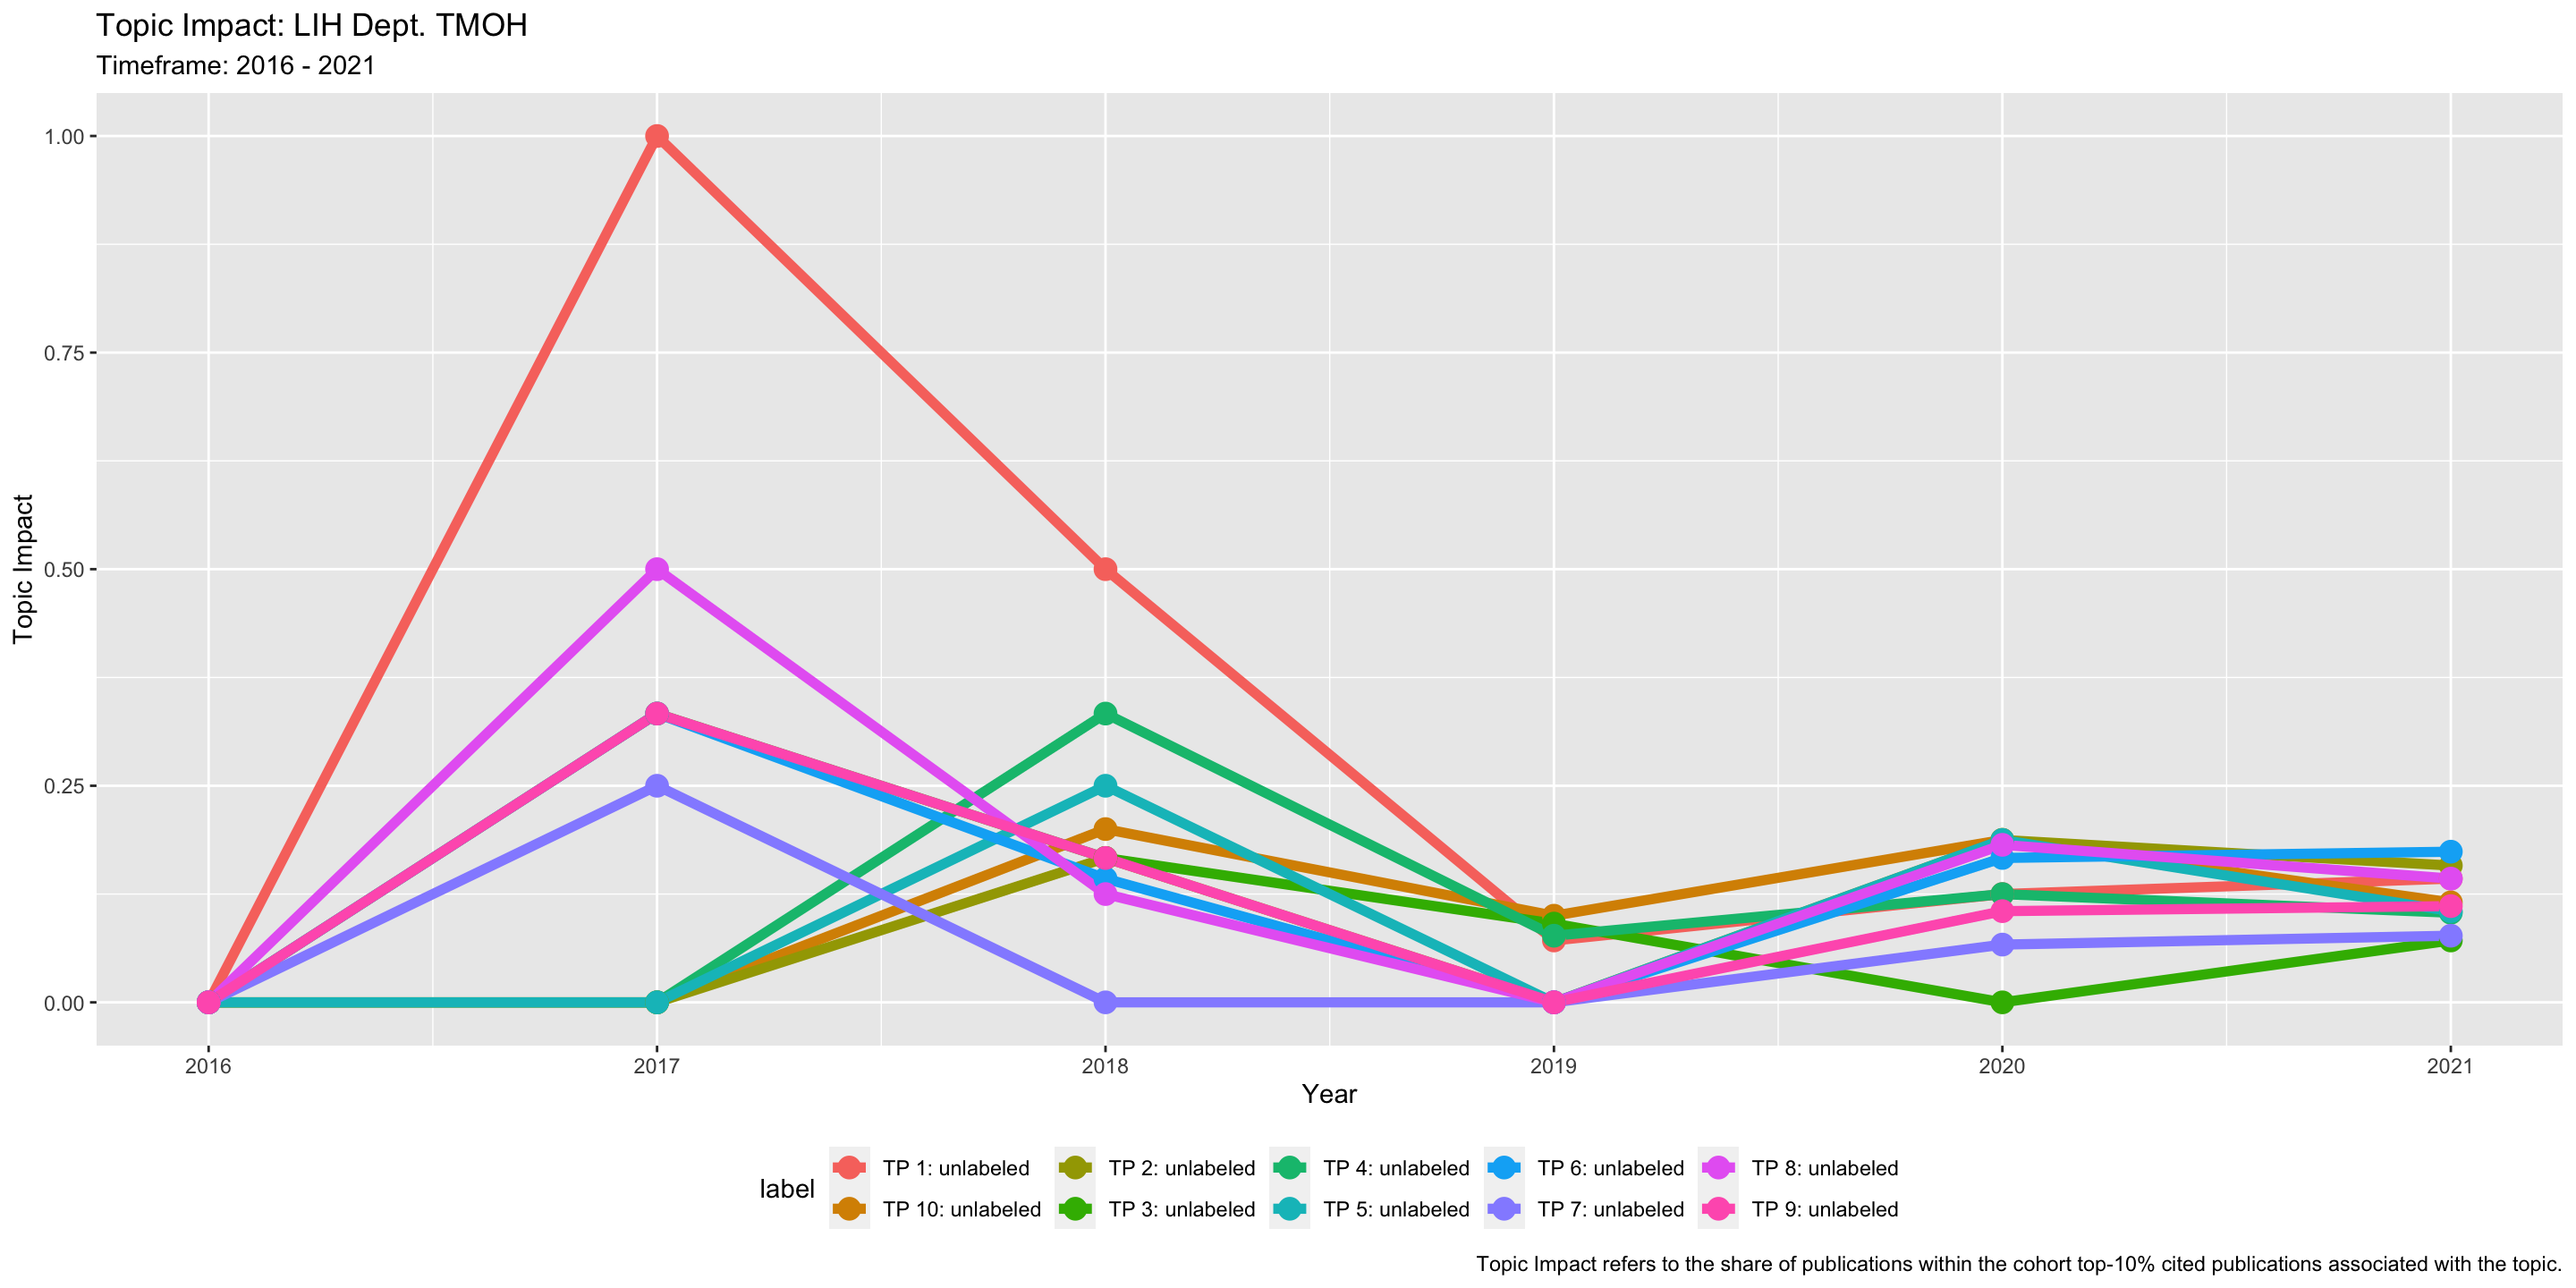 Topic Impact: LIH Dept. TMOH
Timeframe: 2016 - 2021
Topic Impact
1.00
0.75
0.50
0.25
0.00
2016 2017 2018 2019 2020 2021
Year
label
TP 1: unlabeled TP 2: unlabeled TP 4: unlabeled TP 6: unlabeled TP 8: unlabeled
TP 10: unlabeled TP 3: unlabeled TP 5: unlabeled TP 7: unlabeled TP 9: unlabeled
Topic Impact refers to the share of publications within the cohort top-10% cited publications associated with the topic.